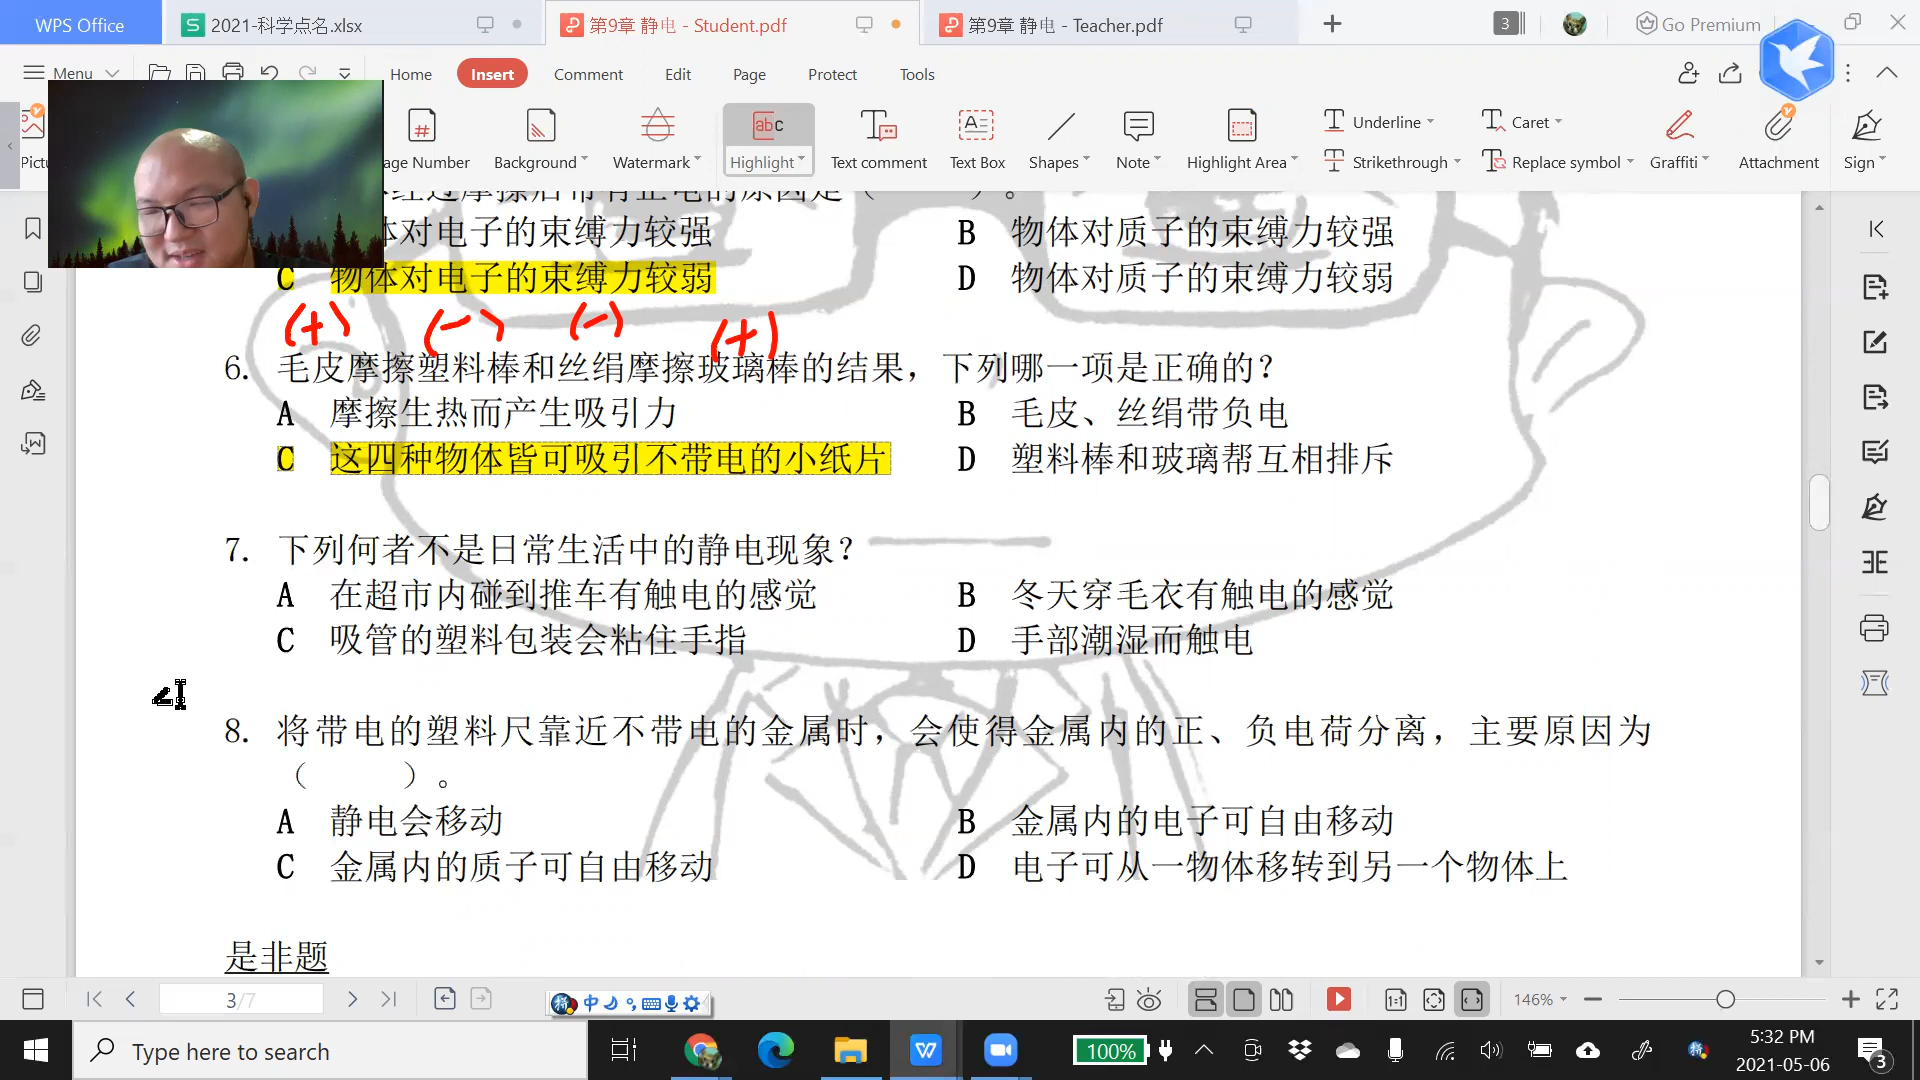 WPS Office
2021-科学点名.xlsx
第9章 静电 - Student.pdf
第9章 静电 - Teacher.pdf
3
Go Premium
Menu
Home
Insert
Comment
Edit
Page
Protect
Tools
Background
Watermark
abc
Highlight
Text comment
Text Box
Shapes
Note
Highlight Area
Underline
Strikethrough
Caret
Replace symbol
Graffiti
Attachment
Sign
体对电子的束缚力较强
B 物体对质子的束缚力较强
C 物体对电子的束缚力较弱
D 物体对质子的束缚力较弱
(+) (-) (-) (+)
6. 毛皮摩擦塑料棒和丝绢摩擦玻璃棒的结果，下列哪一项是正确的？
A 摩擦生热而产生吸引力
B 毛皮、丝绢带负电
C 这四种物体皆可吸引不带电的小纸片
D 塑料棒和玻璃帮互相排斥
7. 下列何者不是日常生活中的静电现象？
A 在超市内碰到推车有触电的感觉
B 冬天穿毛衣有触电的感觉
C 吸管的塑料包装会粘住手指
D 手部潮湿而触电
8. 将带电的塑料尺靠近不带电的金属时，会使得金属内的正、负电荷分离，主要原因为
（ ）。
A 静电会移动
B 金属内的电子可自由移动
C 金属内的质子可自由移动
D 电子可从一物体移转到另一个物体上
是非题
3/7
中
146%
Type here to search
100%
5:32 PM
2021-05-06
3